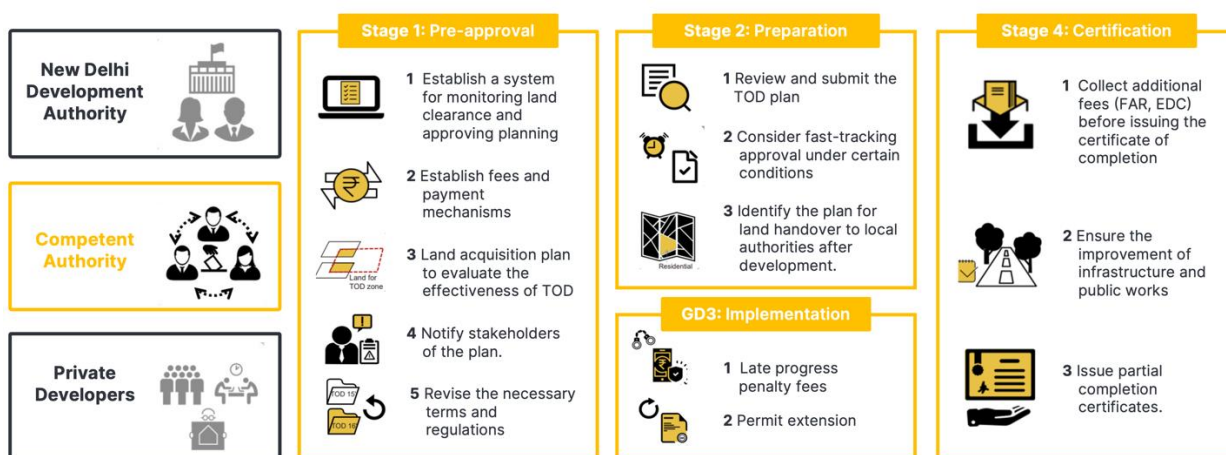 New Delhi
Development
Authority
Competent
Authority
Private
Developers
Stage 1: Pre-approval
1 Establish a system
for monitoring land
clearance and
approving planning
2 Establish fees and
payment
mechanisms
Land for
TOD zone
3 Land acquisition plan
to evaluate the
effectiveness of TOD
4 Notify stakeholders
of the plan.
TOD 15
TOD 16
5 Revise the necessary
terms and
regulations
Stage 2: Preparation
1 Review and submit the
TOD plan
2 Consider fast-tracking
approval under certain
conditions
Residential
3 Identify the plan for
land handover to local
authorities after
development.
GD3: Implementation
1 Late progress
penalty fees
2 Permit extension
Stage 4: Certification
1 Collect additional
fees (FAR, EDC)
before issuing the
certificate of
completion
2 Ensure the
improvement of
infrastructure and
public works
3 Issue partial
completion
certificates.